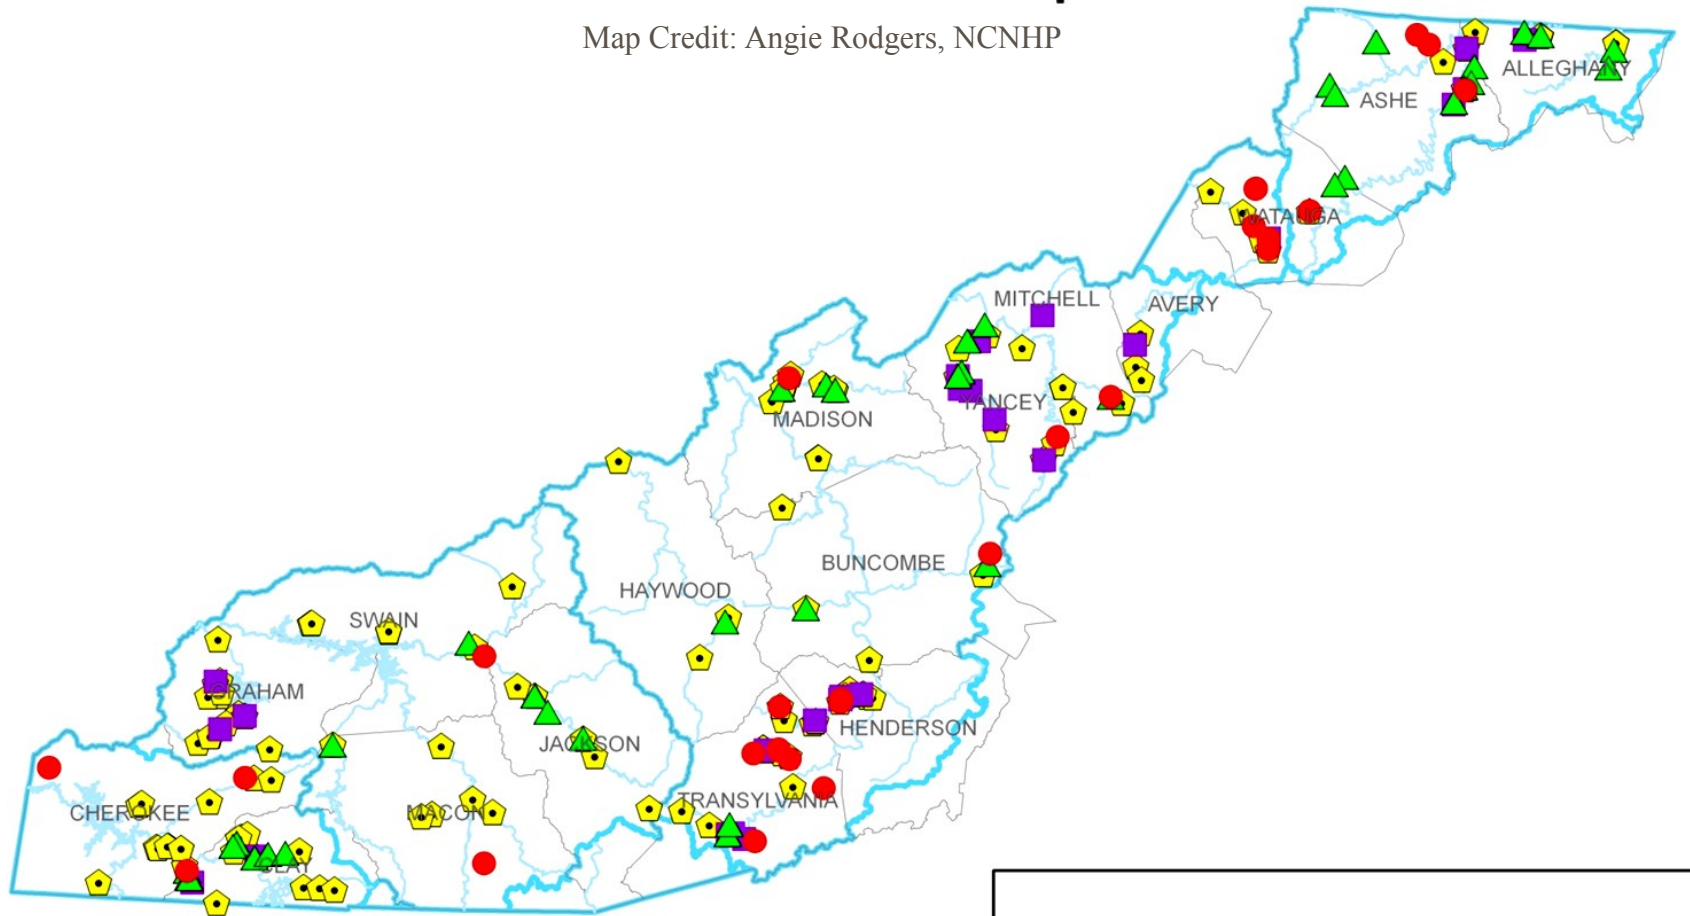 Map Credit: Angie Rodgers, NCNHP
ALLEGHANY
ASHE
WATAUGA
MITCHELL
AVERY
YANCEY
MADISON
BUNCOMBE
HAYWOOD
SWAIN
GRAHAM
HENDERSON
JACKSON
TRANSYLVANIA
CHEROKEE
MACON
CLAY